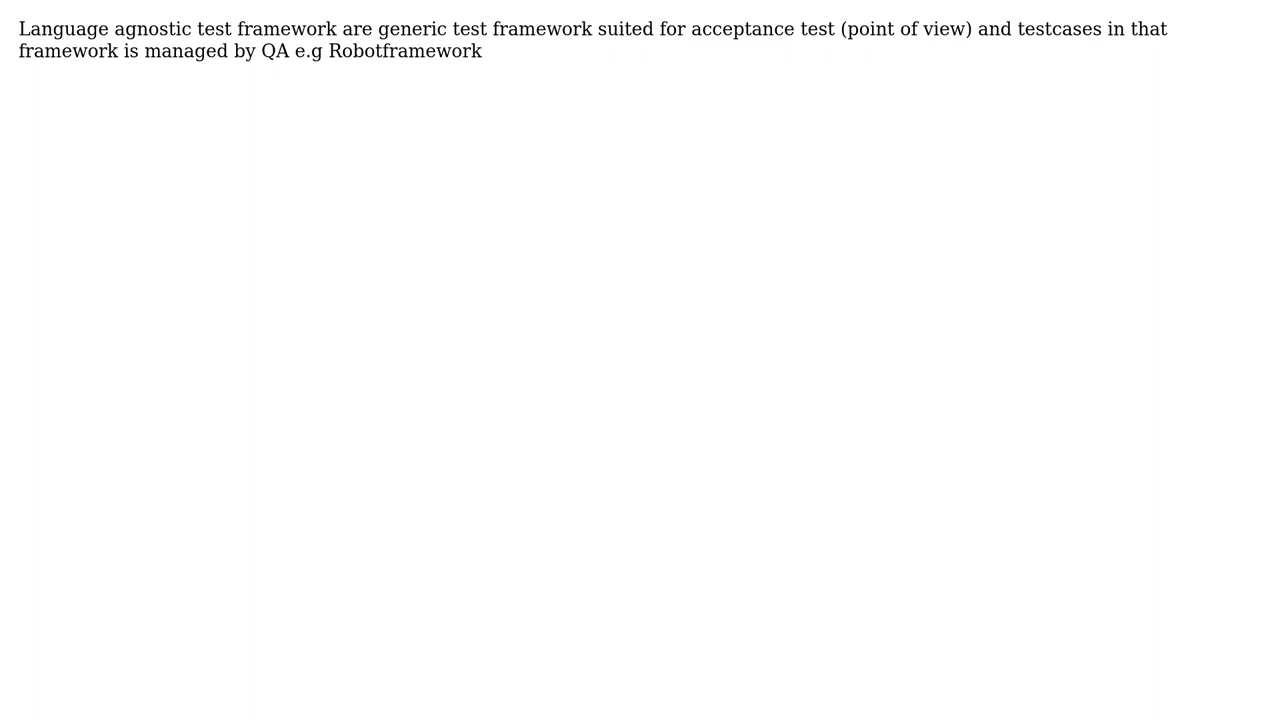 Language agnostic test framework are generic test framework suited for acceptance test (point of view) and testcases in that
framework is managed by QA e.g Robotframework